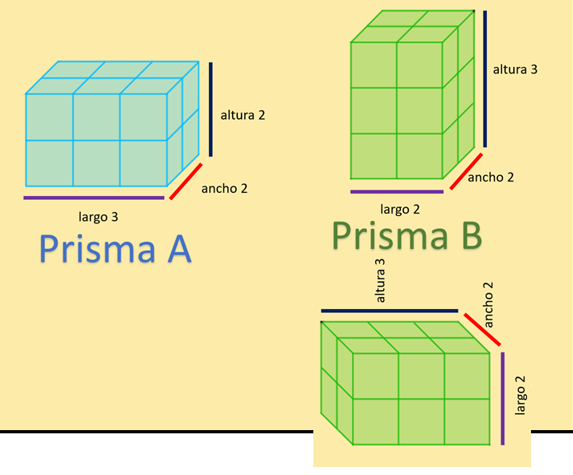 altura 2
ancho 2
largo 3
Prisma A
altura 3
ancho 2
largo 2
Prisma B
altura 3
ancho 2
largo 2